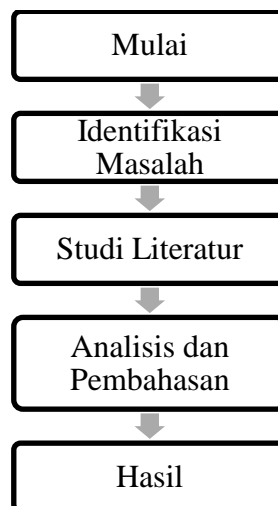 Mulai
Identifikasi
Masalah
Studi Literatur
Analisis dan
Pembahasan
Hasil